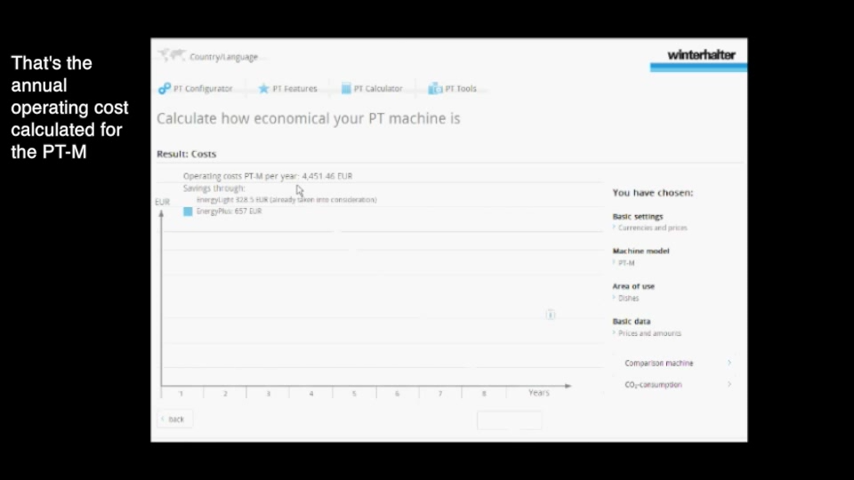 That's the
annual
operating cost
calculated for
the PT-M
Country/Language
winterhalter
PT Configurator
PT Features
PT Calculator
PT Tools
Calculate how economical your PT machine is
Result: Costs
Operating costs PT-M per year: 4,451.46 EUR
Savings through:
EnergyLight 328.5 EUR (already taken into consideration)
EnergyPlus: 657 EUR
EUR
1 2 3 4 5 6 7 8 Years
back
You have chosen:
Basic settings
Currencies and prices
Machine model
PT-M
Area of use
Dishes
Basic data
Prices and amounts
Comparison machine
CO₂-consumption